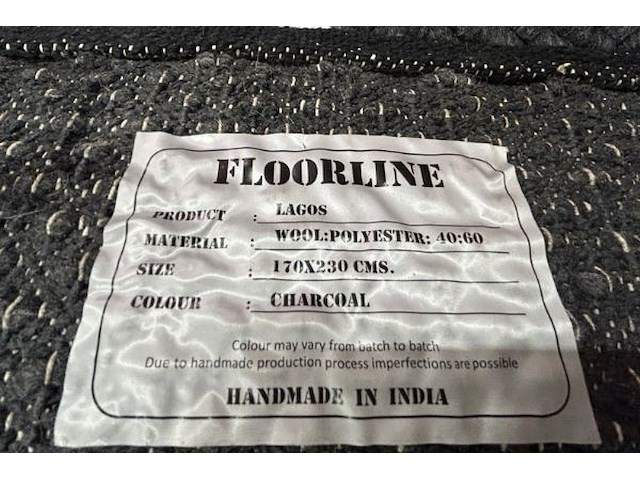 FLOORLINE
PRODUCT : LAGOS
MATERIAL : WOOL:POLYESTER: 40:60
SIZE : 170X230 CMS.
COLOUR : CHARCOAL
Colour may vary from batch to batch
Due to handmade production process imperfections are possible
HANDMADE IN INDIA